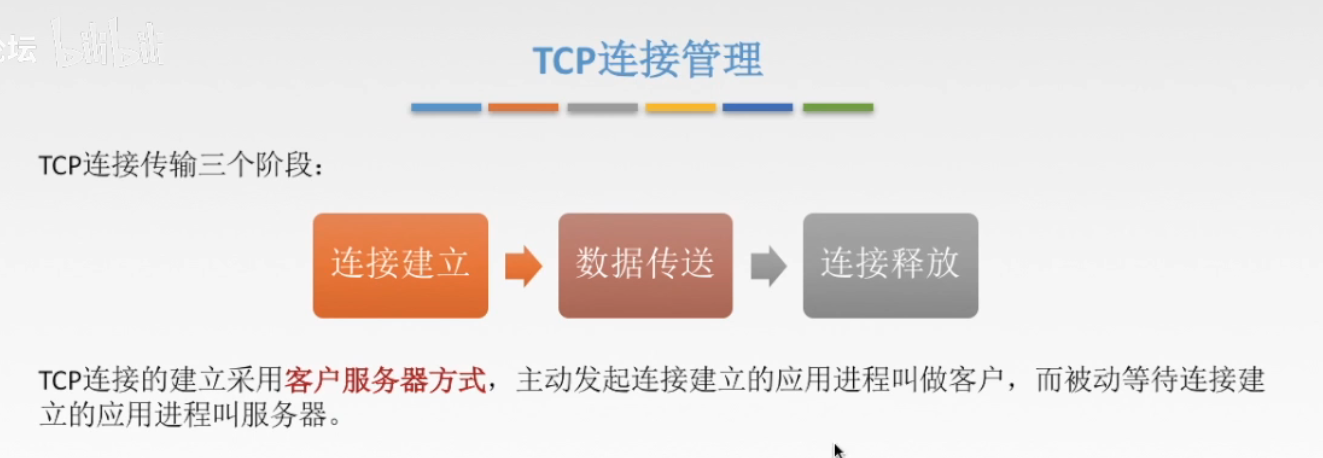 论坛 bilibili
TCP连接管理
TCP连接传输三个阶段：
连接建立
数据传送
连接释放
TCP连接的建立采用客户服务器方式，主动发起连接建立的应用进程叫做客户，而被动等待连接建
立的应用进程叫服务器。